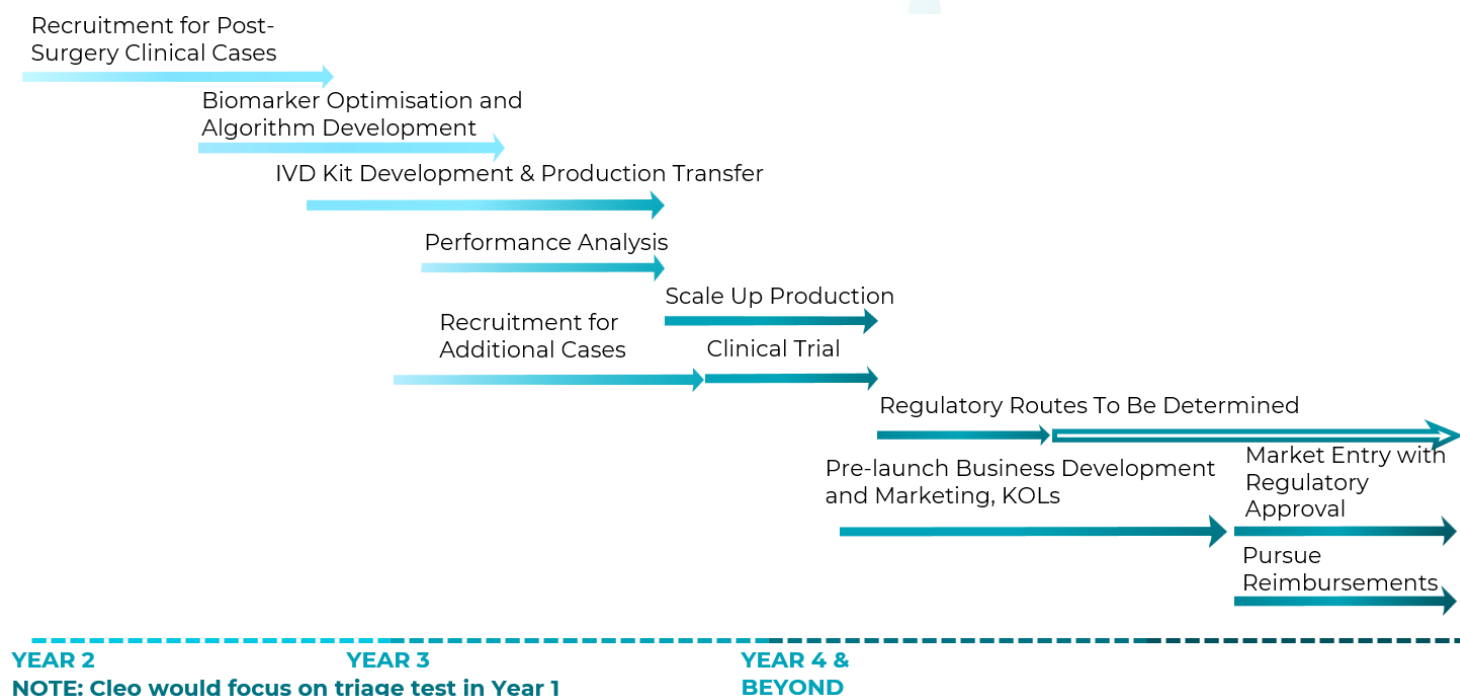 Recruitment for Post-
Surgery Clinical Cases
Biomarker Optimisation and
Algorithm Development
IVD Kit Development & Production Transfer
Performance Analysis
Scale Up Production
Recruitment for
Additional Cases
Clinical Trial
Regulatory Routes To Be Determined
Pre-launch Business Development
and Marketing, KOLs
Market Entry with
Regulatory
Approval
Pursue
Reimbursements
YEAR 2
YEAR 3
YEAR 4 &
BEYOND
NOTE: Cleo would focus on triage test in Year 1